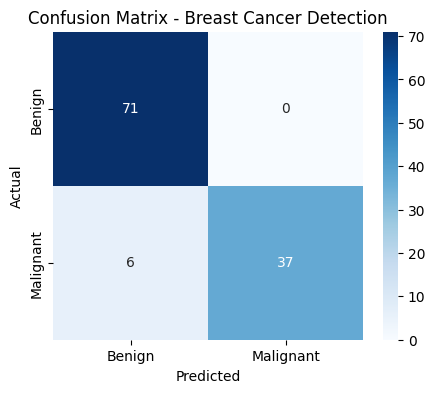 Confusion Matrix - Breast Cancer Detection
Benign
Malignant
Actual
71
0
6
37
Benign
Malignant
Predicted
70
60
50
40
30
20
10
0